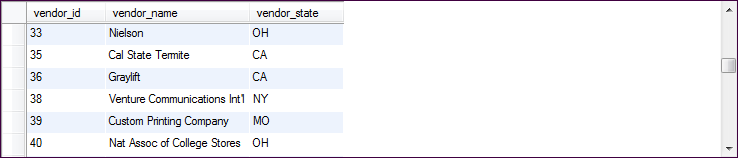 vendor_id vendor_name vendor_state
33 Nielson OH
35 Cal State Termite CA
36 Graylift CA
38 Venture Communications Int'l NY
39 Custom Printing Company MO
40 Nat Assoc of College Stores OH